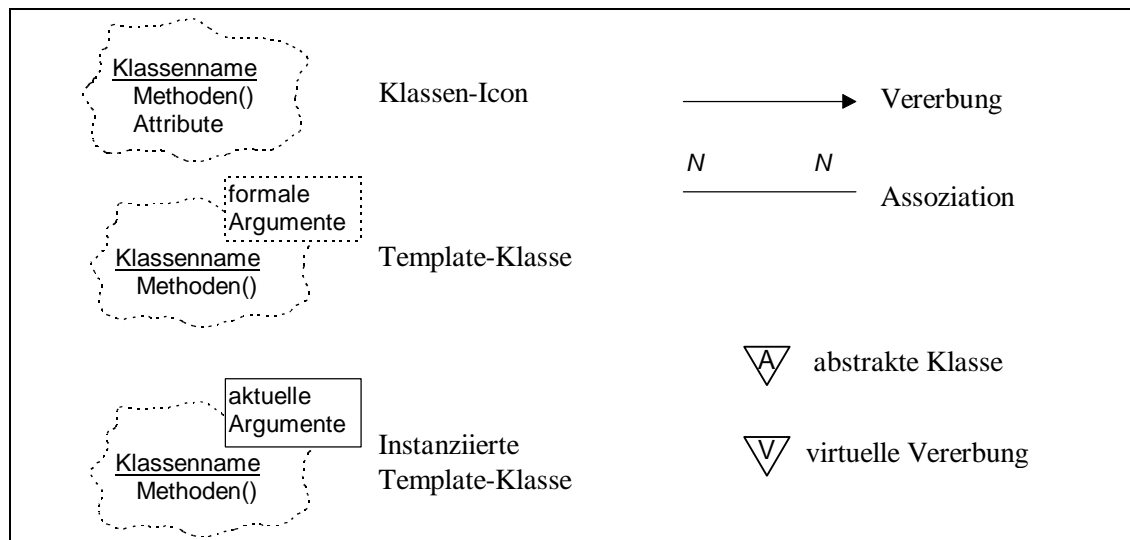 Klassenname
Methoden()
Attribute
Klassen-Icon
formale
Argumente
Klassenname
Methoden()
Template-Klasse
aktuelle
Argumente
Klassenname
Methoden()
Instanziierte
Template-Klasse
Vererbung
N N
Assoziation
A abstrakte Klasse
V virtuelle Vererbung